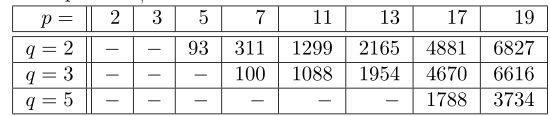 p = 2 3 5 7 11 13 17 19
q = 2 − − 93 311 1299 2165 4881 6827
q = 3 − − − 100 1088 1954 4670 6616
q = 5 − − − − − − 1788 3734